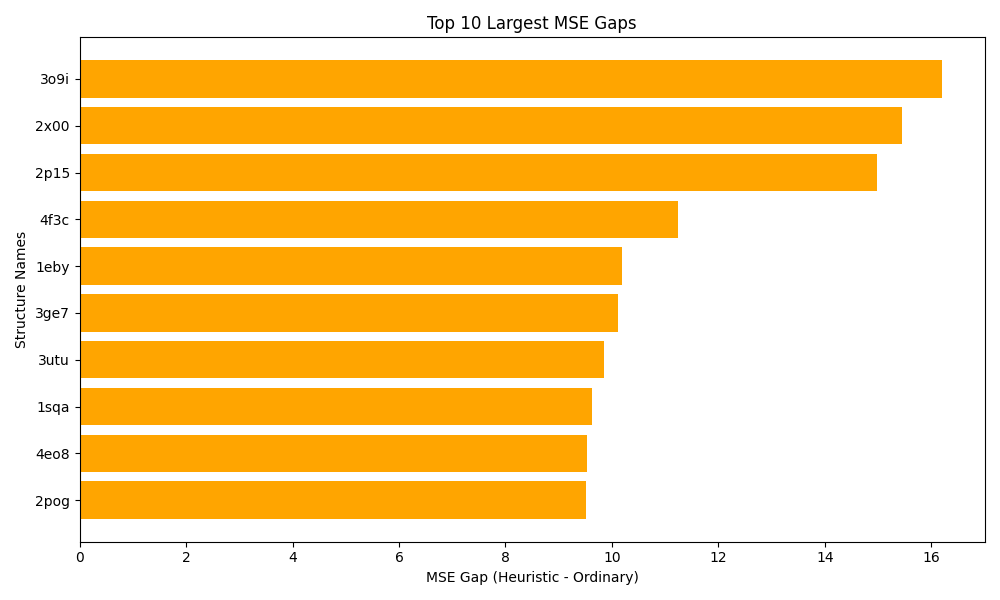 Top 10 Largest MSE Gaps
Structure Names
3o9i
2x00
2p15
4f3c
1eby
3ge7
3utu
1sqa
4eo8
2pog
0 2 4 6 8 10 12 14 16
MSE Gap (Heuristic - Ordinary)